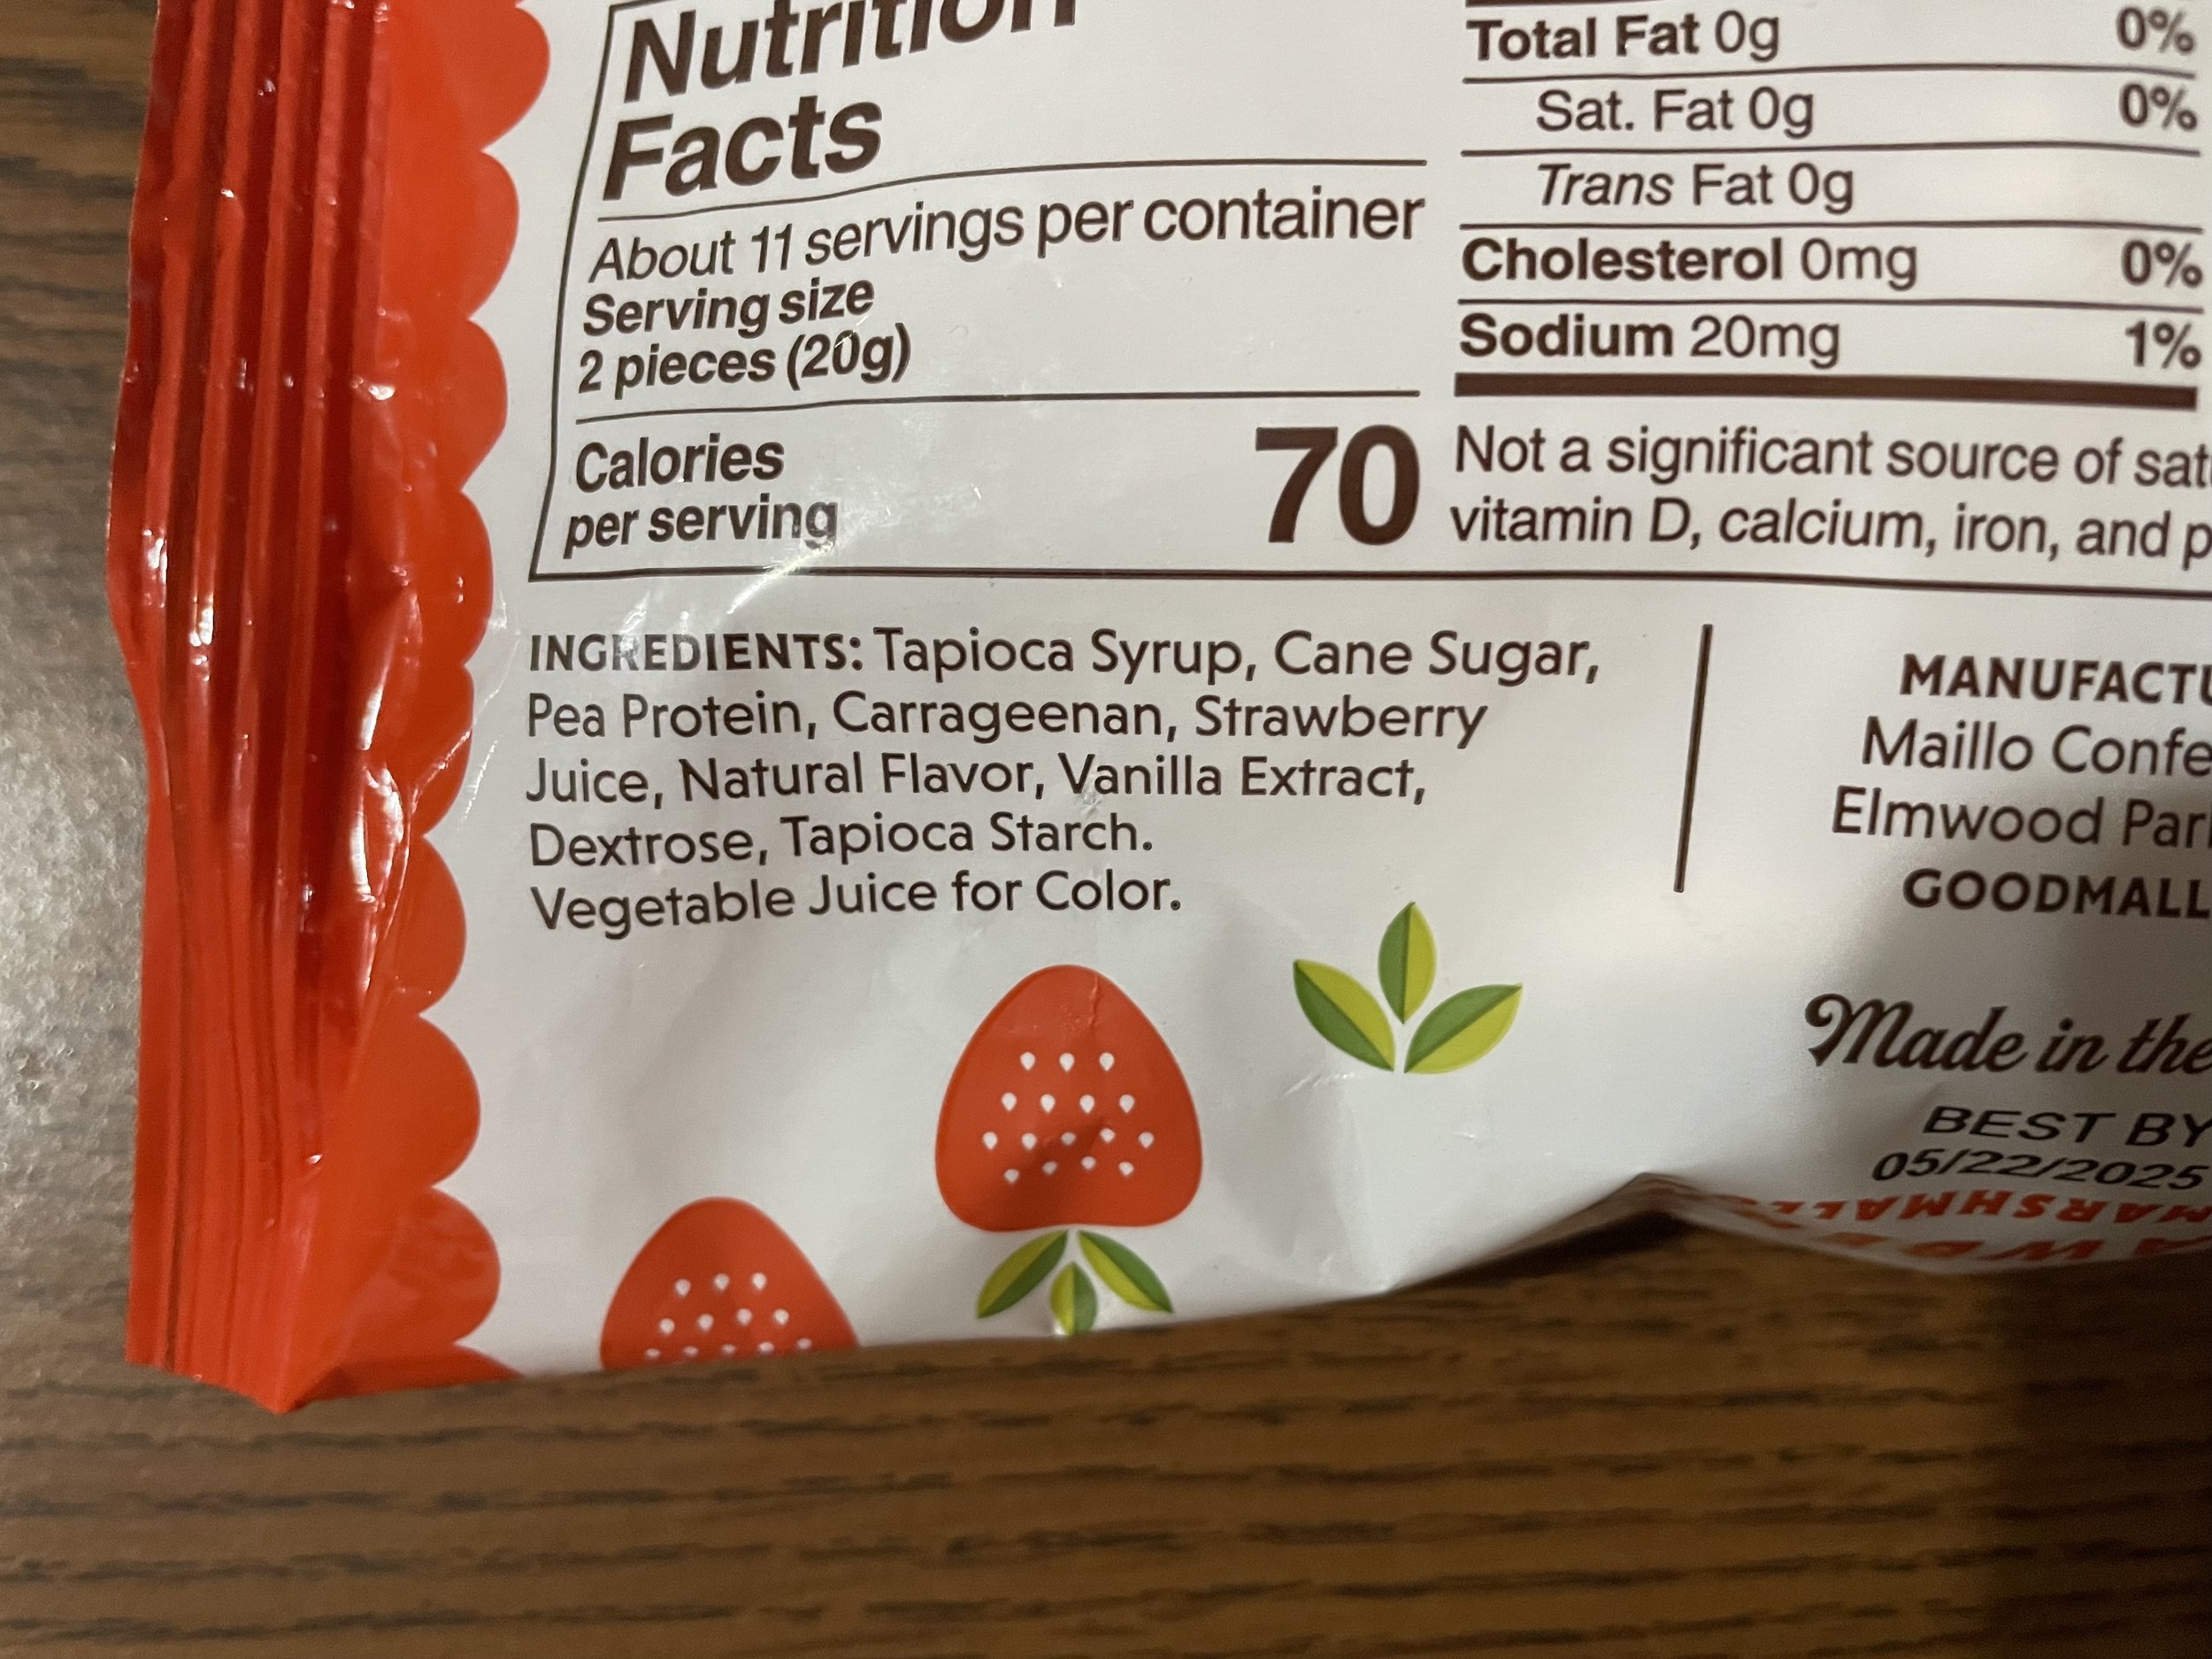 Nutrition
Facts
About 11 servings per container
Serving size
2 pieces (20g)
Calories
per serving
70
Total Fat 0g 0%
Sat. Fat 0g 0%
Trans Fat 0g
Cholesterol 0mg 0%
Sodium 20mg 1%
Not a significant source of
vitamin D, calcium, iron, and
INGREDIENTS: Tapioca Syrup, Cane Sugar,
Pea Protein, Carrageenan, Strawberry
Juice, Natural Flavor, Vanilla Extract,
Dextrose, Tapioca Starch.
Vegetable Juice for Color.
MANUFACTU
Maillo Confe
Elmwood Par
GOODMALL
Made in the
BEST BY
05/22/2025